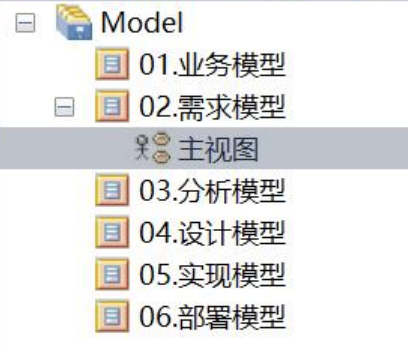 Model
01.业务模型
02.需求模型
主视图
03.分析模型
04.设计模型
05.实现模型
06.部署模型